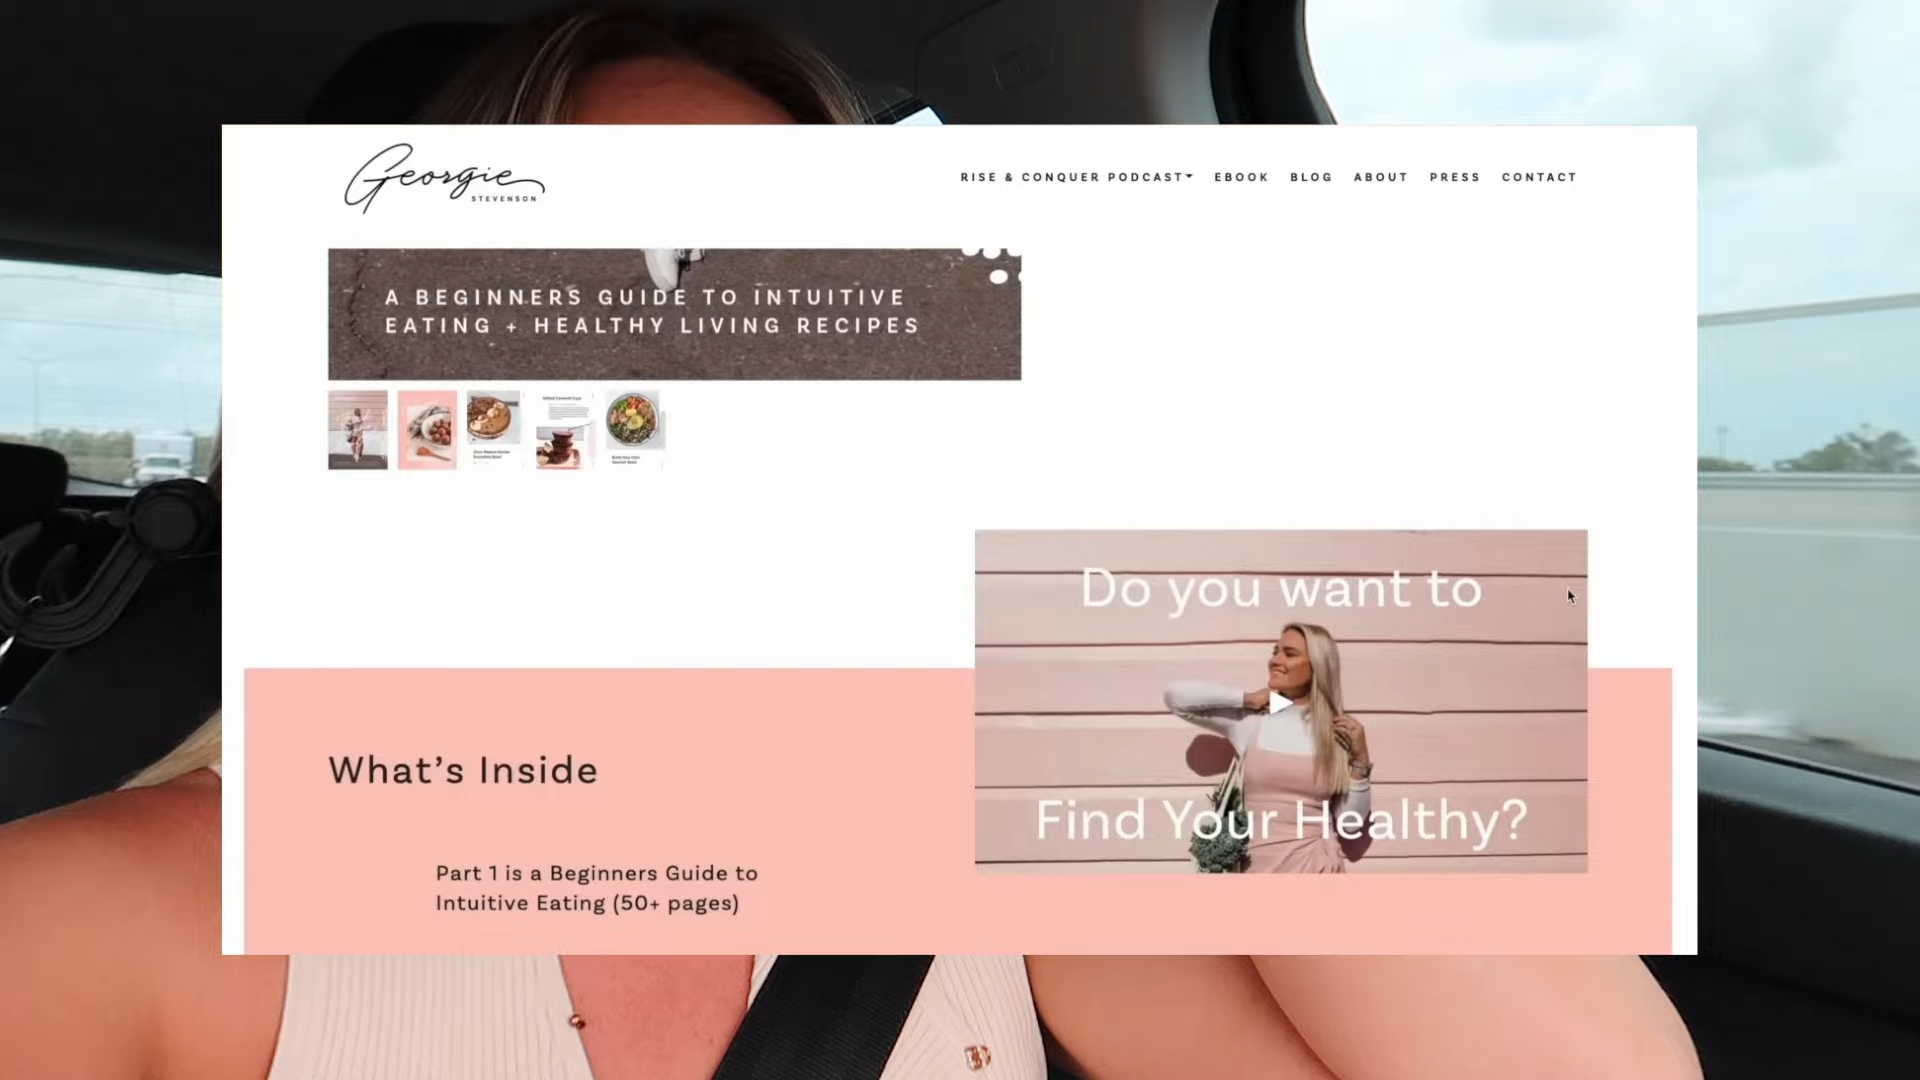 Georgie
STEVENSON
RISE & CONQUER PODCAST EBOOK BLOG ABOUT PRESS CONTACT
A BEGINNERS GUIDE TO INTUITIVE
EATING + HEALTHY LIVING RECIPES
Do you want to
Find Your Healthy?
What's Inside
Part 1 is a Beginners Guide to
Intuitive Eating (50+ pages)